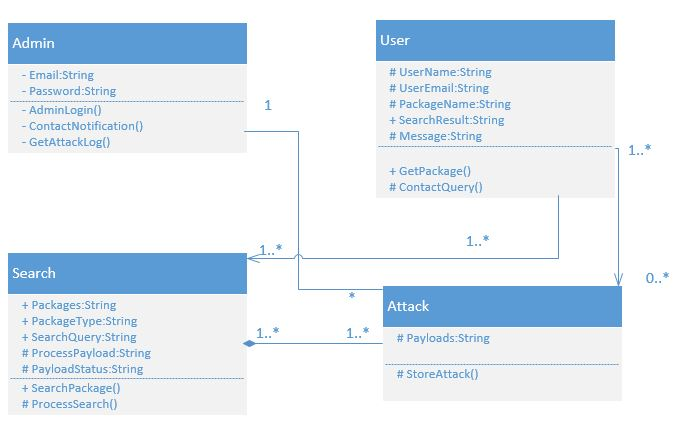 Admin
- Email:String
- Password:String
- AdminLogin()
- ContactNotification()
- GetAttackLog()
1
User
# UserName:String
# UserEmail:String
# PackageName:String
+ SearchResult:String
# Message:String
+ GetPackage()
# ContactQuery()
1..*
1..*
1..*
0..*
Search
+ Packages:String
+ PackageType:String
+ SearchQuery:String
# ProcessPayload:String
# PayloadStatus:String
+ SearchPackage()
# ProcessSearch()
*
1..*
1..*
Attack
# Payloads:String
# StoreAttack()